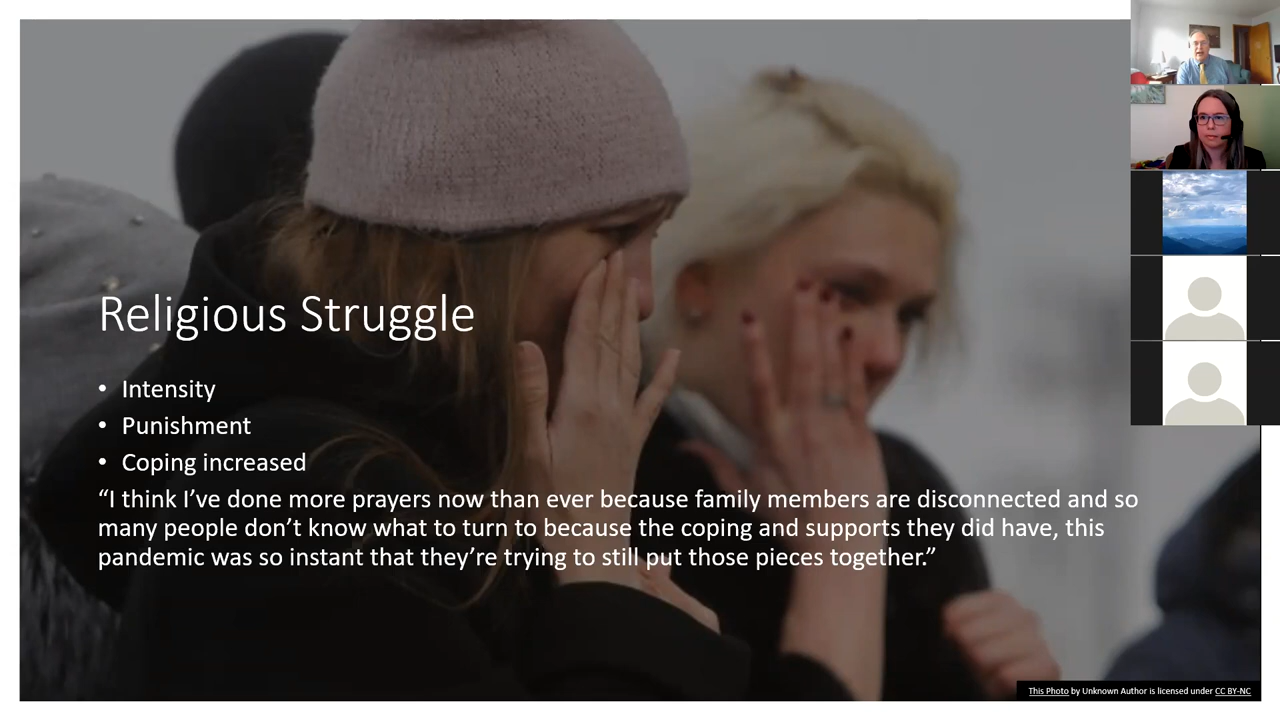 Religious Struggle
• Intensity
• Punishment
• Coping increased
“I think I’ve done more prayers now than ever because family members are disconnected and so
many people don’t know what to turn to because the coping and supports they did have, this
pandemic was so instant that they’re trying to still put those pieces together.”
This Photo by Unknown Author is licensed under CC BY-NC